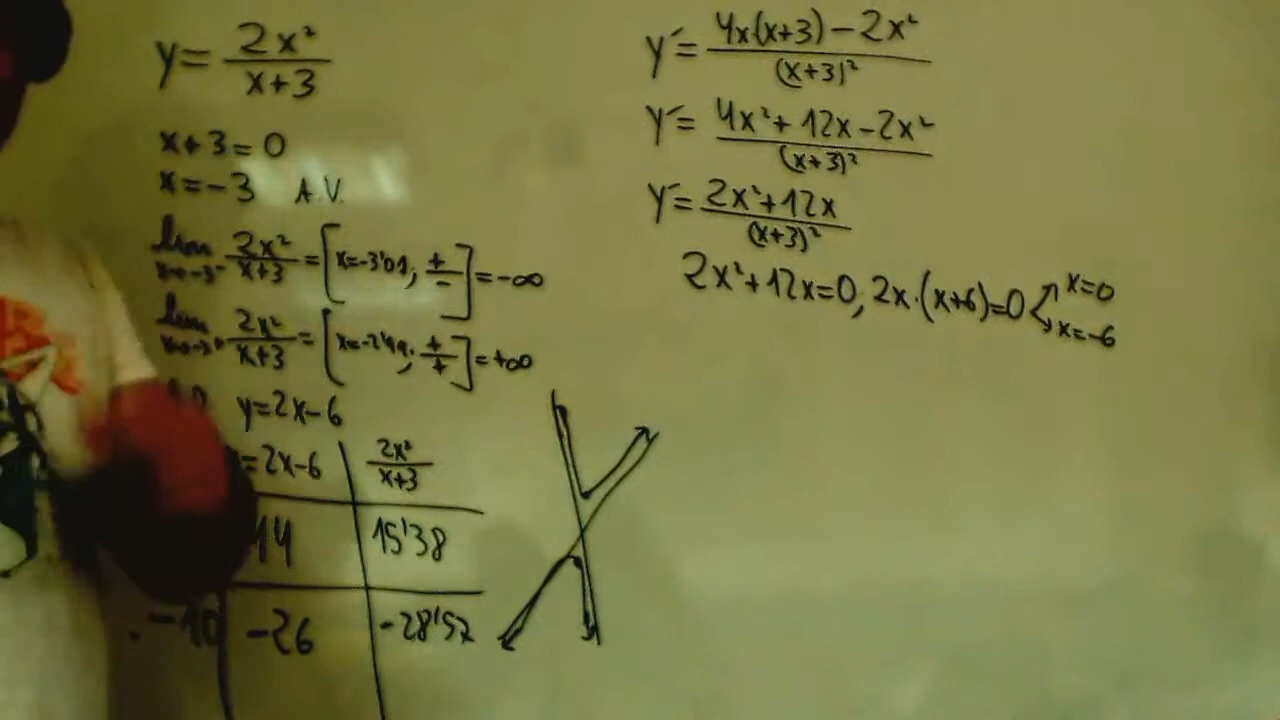 y = 2x² / x+3
x+3=0
x=-3 A.V.
lim x→-3⁻ 2x² / x+3 = [x=-3'01, + / -] = -∞
lim x→-3⁺ 2x² / x+3 = [x=-2'99, + / +] = +∞
y=2x-6
=2x-6 2x² / x+3
14 15'38
-10 -26 -28'57
y' = 4x(x+3)-2x² / (x+3)²
y' = 4x²+12x-2x² / (x+3)²
y' = 2x²+12x / (x+3)²
2x²+12x=0, 2x·(x+6)=0 x=0
x=-6